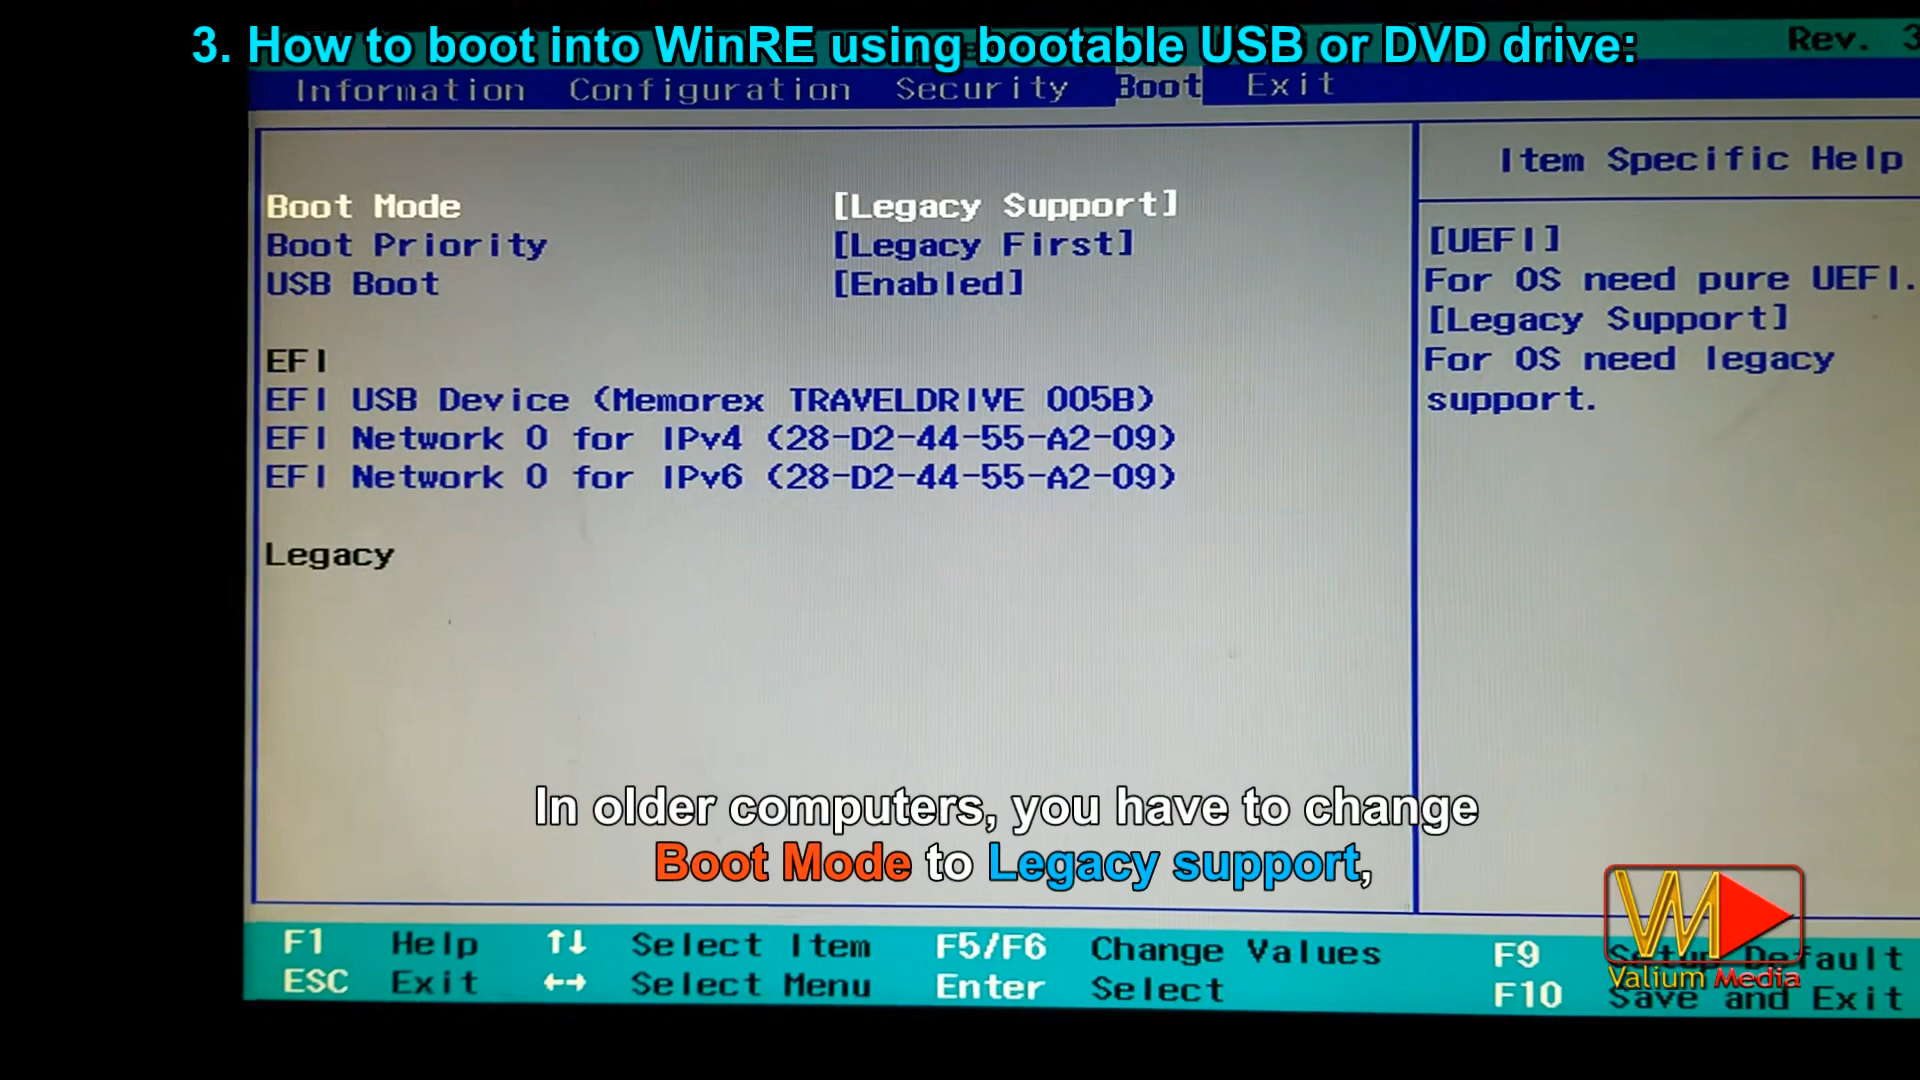 3. How to boot into WinRE using bootable USB or DVD drive:
Rev. 3
Information Configuration Security Boot Exit
Item Specific Help
Boot Mode [Legacy Support]
Boot Priority [Legacy First]
USB Boot [Enabled]
EFI
EFI USB Device (Memorex TRAVELDRIVE 005B)
EFI Network 0 for IPv4 (28-D2-44-55-A2-09)
EFI Network 0 for IPv6 (28-D2-44-55-A2-09)
Legacy
[UEFI]
For OS need pure UEFI.
[Legacy Support]
For OS need legacy
support.
In older computers, you have to change
Boot Mode to Legacy support,
F1 Help ↑↓ Select Item F5/F6 Change Values F9 Setup Default
ESC Exit ←→ Select Menu Enter Select F10 Save and Exit
VM
Valium Media